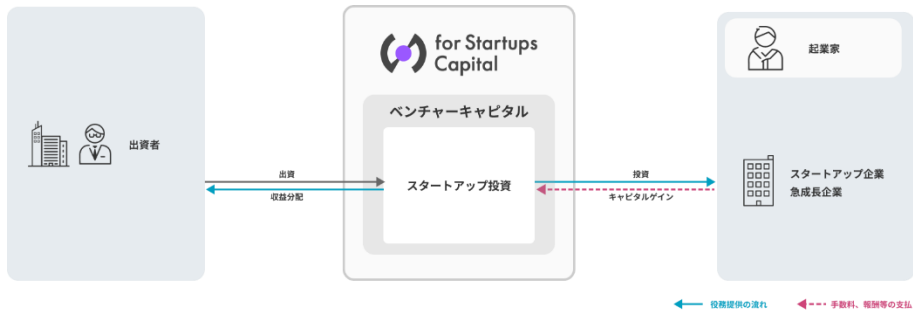 for Startups
Capital
起業家
ベンチャーキャピタル
出資者
出資
収益分配
スタートアップ投資
投資
キャピタルゲイン
スタートアップ企業
急成長企業
役務提供の流れ
手数料、報酬等の支払